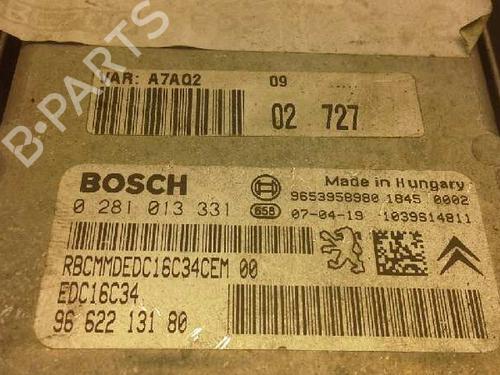 VAR: A7AQ2 09
02 727
B-PARTS
BOSCH
Made in Hungary
0 281 013 331
9653958980 1845 0002
658
07-04-19 1039S14811
RBCMMDEDC16C34CEM 00
EDC16C34
96 622 131 80